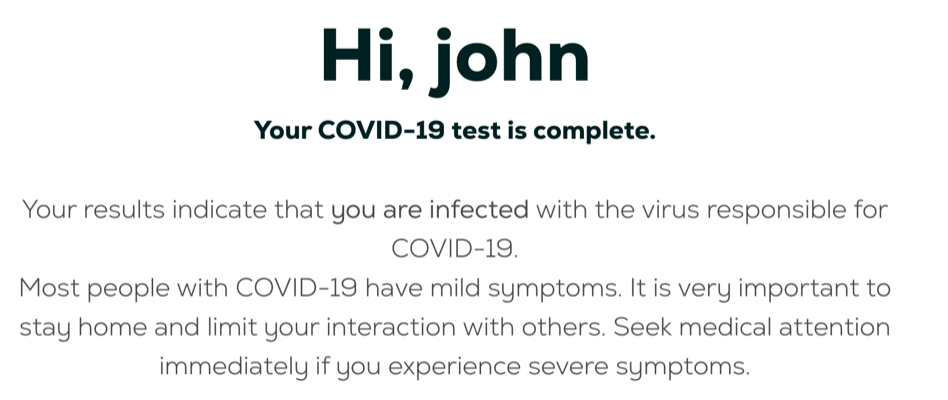 Hi, john
Your COVID-19 test is complete.
Your results indicate that you are infected with the virus responsible for
COVID-19.
Most people with COVID-19 have mild symptoms. It is very important to
stay home and limit your interaction with others. Seek medical attention
immediately if you experience severe symptoms.